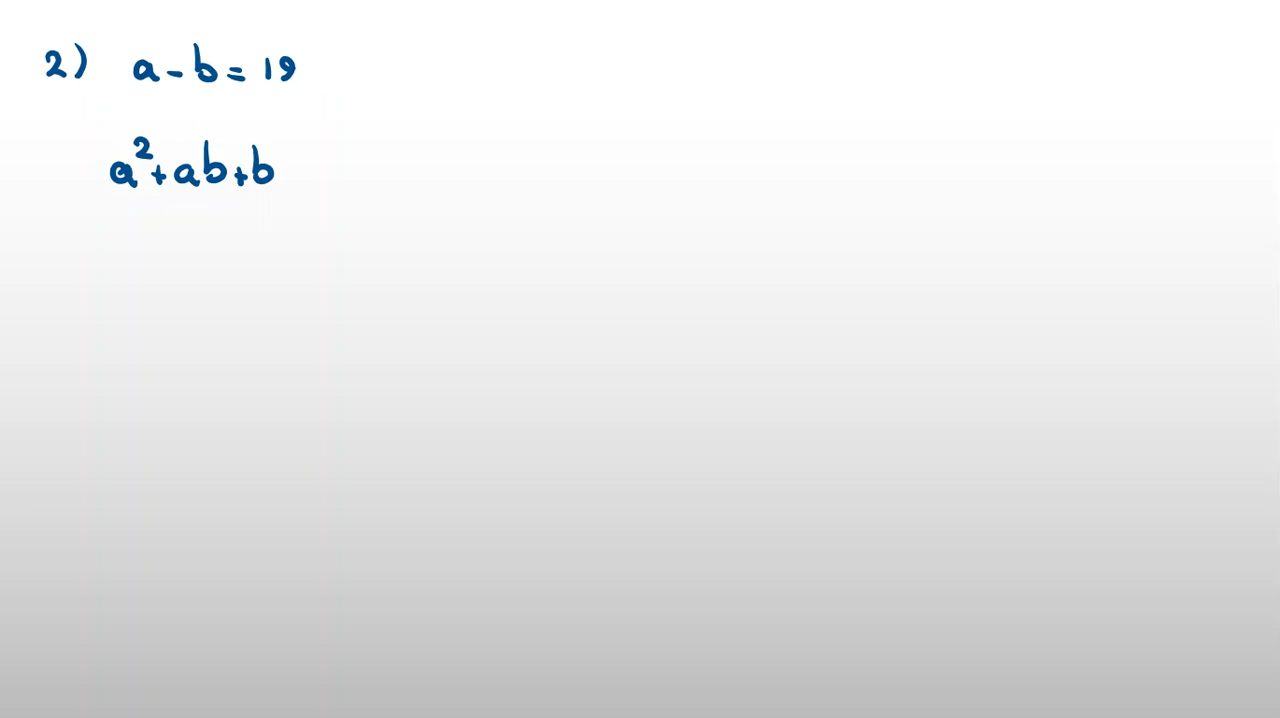 2) a - b = 19
a² + ab + b